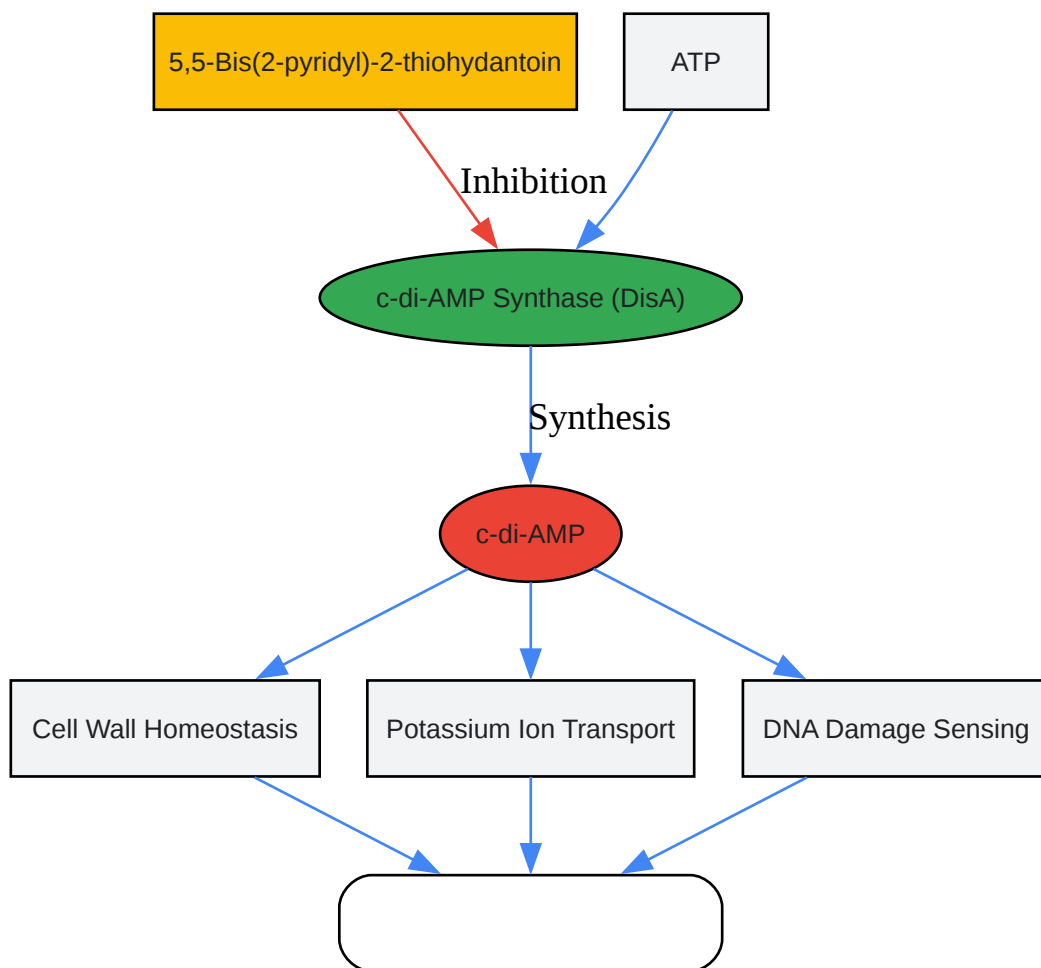 5,5-Bis(2-pyridyl)-2-thiohydantoin
ATP
Inhibition
c-di-AMP Synthase (DisA)
Synthesis
c-di-AMP
Cell Wall Homeostasis
Potassium Ion Transport
DNA Damage Sensing